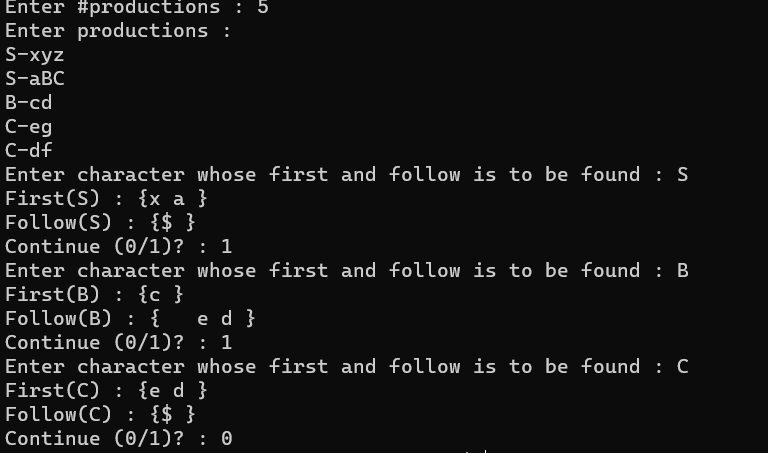 Enter #productions : 5
Enter productions :
S-xyz
S-aBC
B-cd
C-eg
C-df
Enter character whose first and follow is to be found : S
First(S) : {x a }
Follow(S) : {$ }
Continue (0/1)? : 1
Enter character whose first and follow is to be found : B
First(B) : {c }
Follow(B) : {   e d }
Continue (0/1)? : 1
Enter character whose first and follow is to be found : C
First(C) : {e d }
Follow(C) : {$ }
Continue (0/1)? : 0